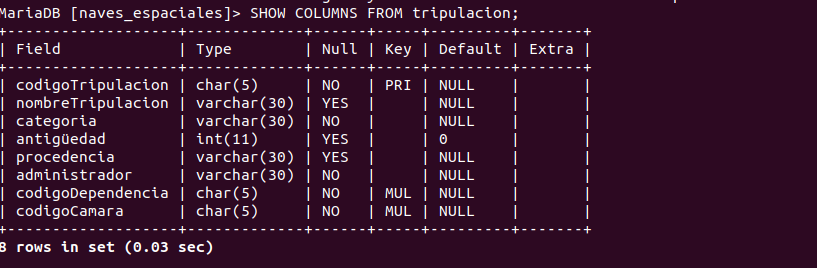 MariaDB [naves_espaciales]> SHOW COLUMNS FROM tripulacion;
+-------------------+-------------+------+-----+---------+-------+
| Field             | Type        | Null | Key | Default | Extra |
+-------------------+-------------+------+-----+---------+-------+
| codigoTripulacion | char(5)     | NO   | PRI | NULL    |       |
| nombreTripulacion | varchar(30) | YES  |     | NULL    |       |
| categoria         | varchar(30) | NO   |     | NULL    |       |
| antigüedad        | int(11)     | YES  |     | 0       |       |
| procedencia       | varchar(30) | YES  |     | NULL    |       |
| administrador     | varchar(30) | NO   |     | NULL    |       |
| codigoDependencia | char(5)     | NO   | MUL | NULL    |       |
| codigoCamara      | char(5)     | NO   | MUL | NULL    |       |
+-------------------+-------------+------+-----+---------+-------+
8 rows in set (0.03 sec)